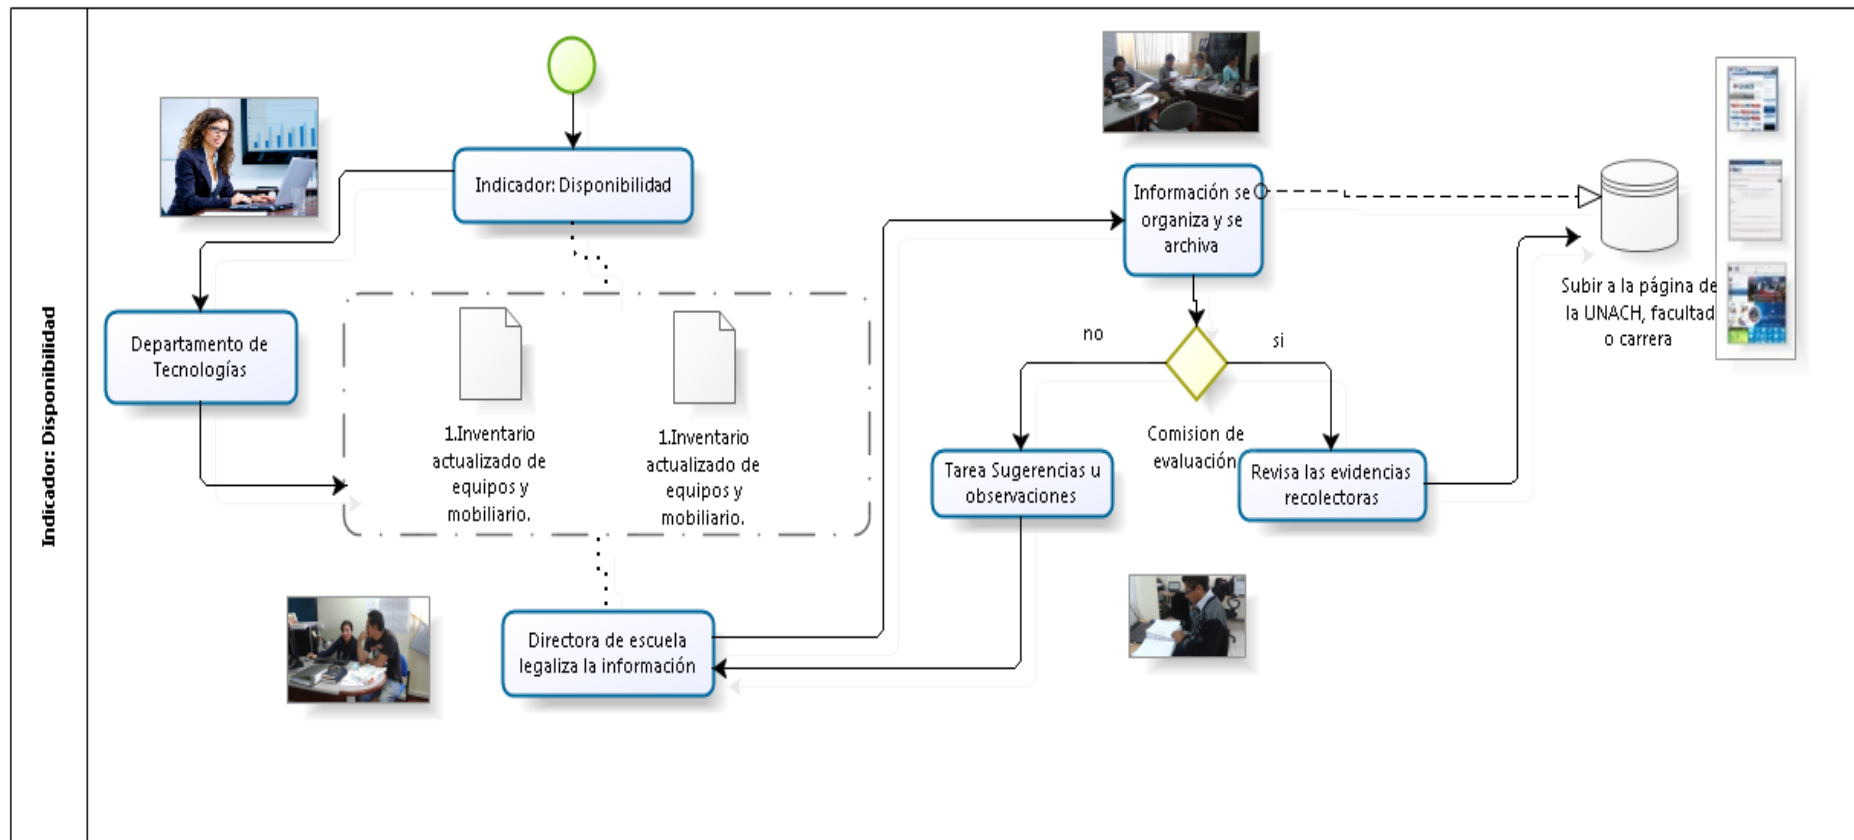 Indicador: Disponibilidad
Indicador: Disponibilidad
Departamento de
Tecnologías
1.Inventario
actualizado de
equipos y
mobiliario.
1.Inventario
actualizado de
equipos y
mobiliario.
Directora de escuela
legaliza la información
Información se
organiza y se
archiva
no
si
Comision de
evaluación
Tarea Sugerencias u
observaciones
Revisa las evidencias
recolectoras
Subir a la página de
la UNACH, facultad
o carrera